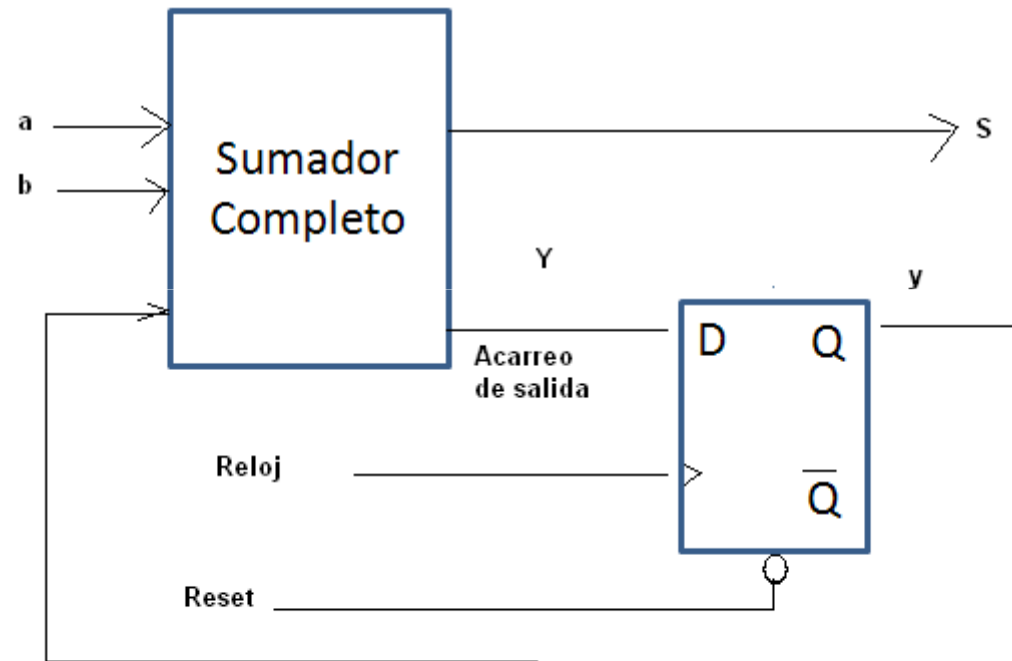 a
b
Sumador
Completo
S
Y
y
D Q
Acarreo
de salida
Reloj
Q
Reset